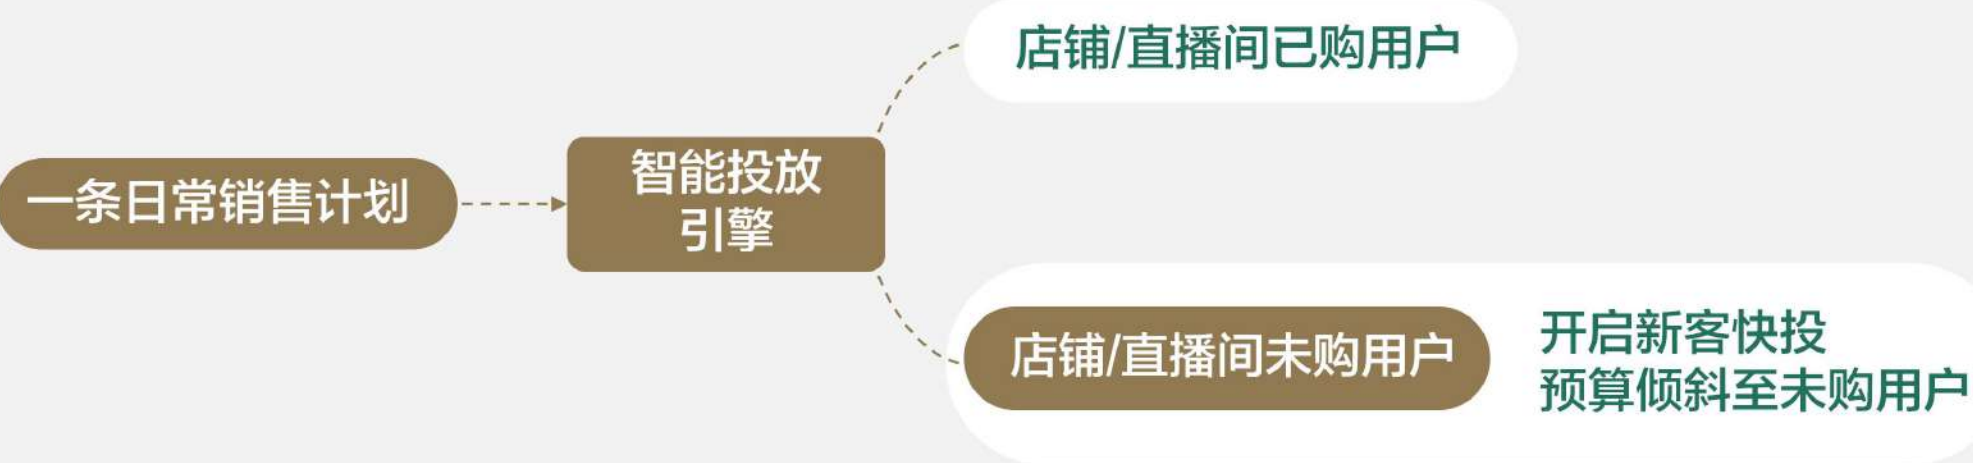 店铺/直播间已购用户
一条日常销售计划
智能投放
引擎
店铺/直播间未购用户
开启新客快投
预算倾斜至未购用户